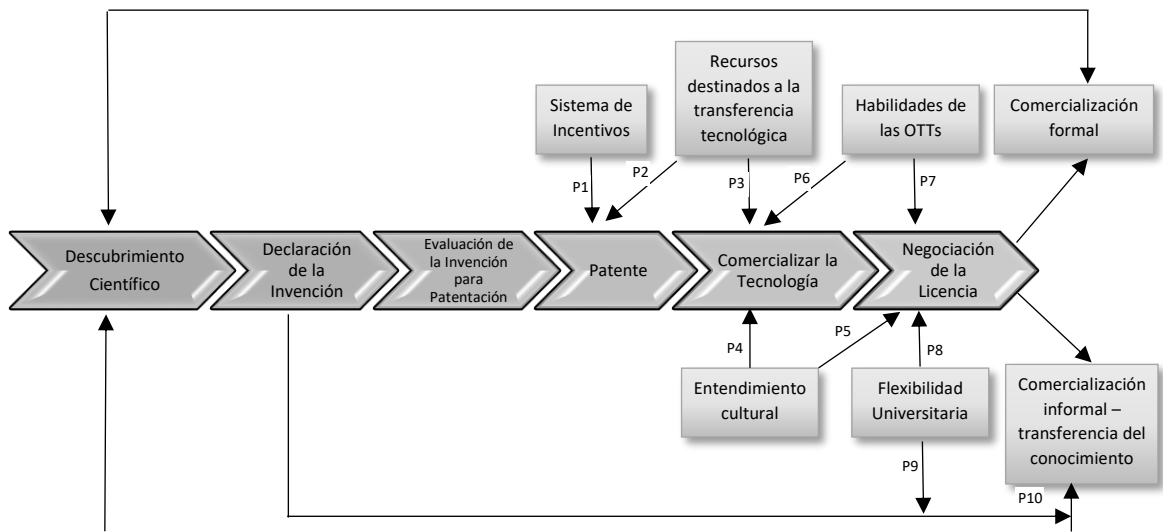 Recursos
destinados a la
transferencia
tecnológica
Sistema de
Incentivos
Habilidades de
las OTTs
Comercialización
formal
P1
P2
P3
P6
P7
Descubrimiento
Científico
Declaración
de la
Invención
Evaluación de
la Invención
para
Patentación
Patente
Comercializar la
Tecnología
Negociación
de la
Licencia
P4
P5
P8
Entendimiento
cultural
Flexibilidad
Universitaria
Comercialización
informal –
transferencia del
conocimiento
P9
P10